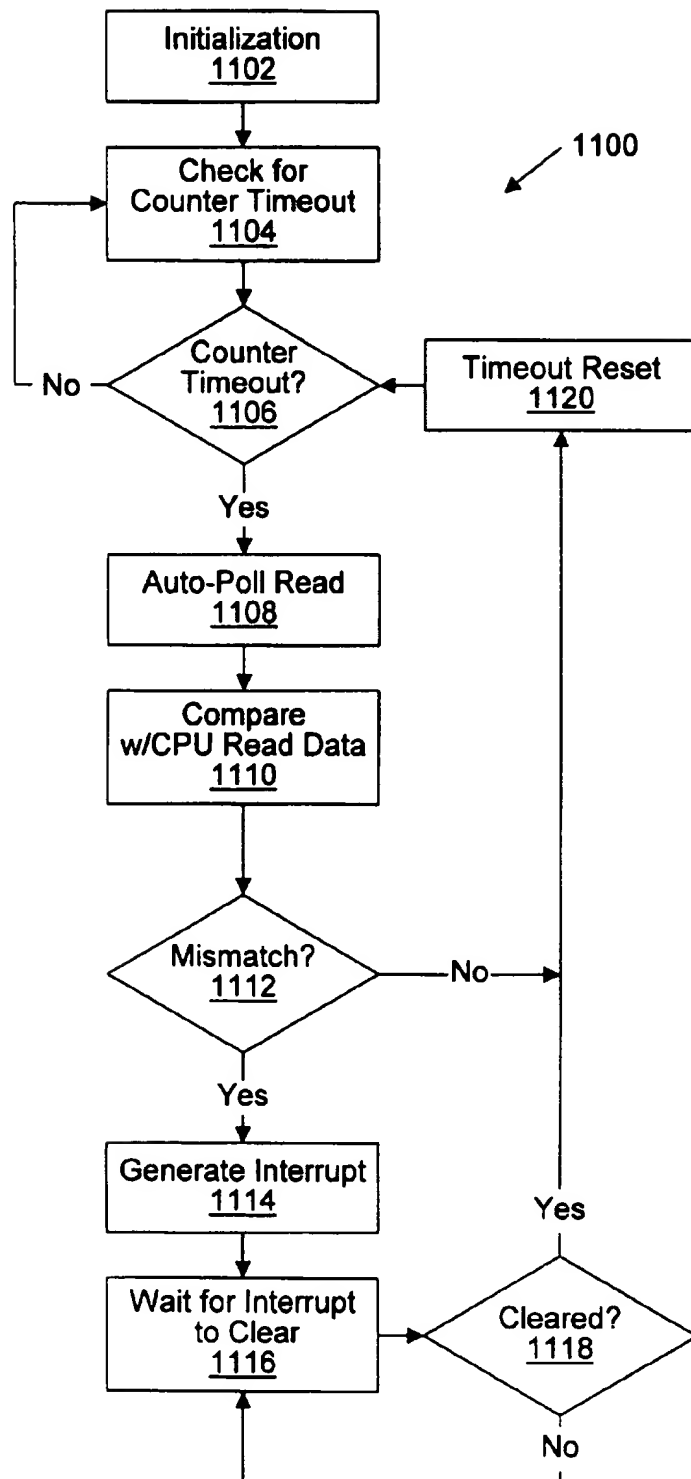 Initialization
1102
1100
Check for
Counter Timeout
1104
Counter
Timeout?
1106
No
Timeout Reset
1120
Yes
Auto-Poll Read
1108
Compare
w/CPU Read Data
1110
Mismatch?
1112
No
Yes
Generate Interrupt
1114
Yes
Wait for Interrupt
to Clear
1116
Cleared?
1118
No